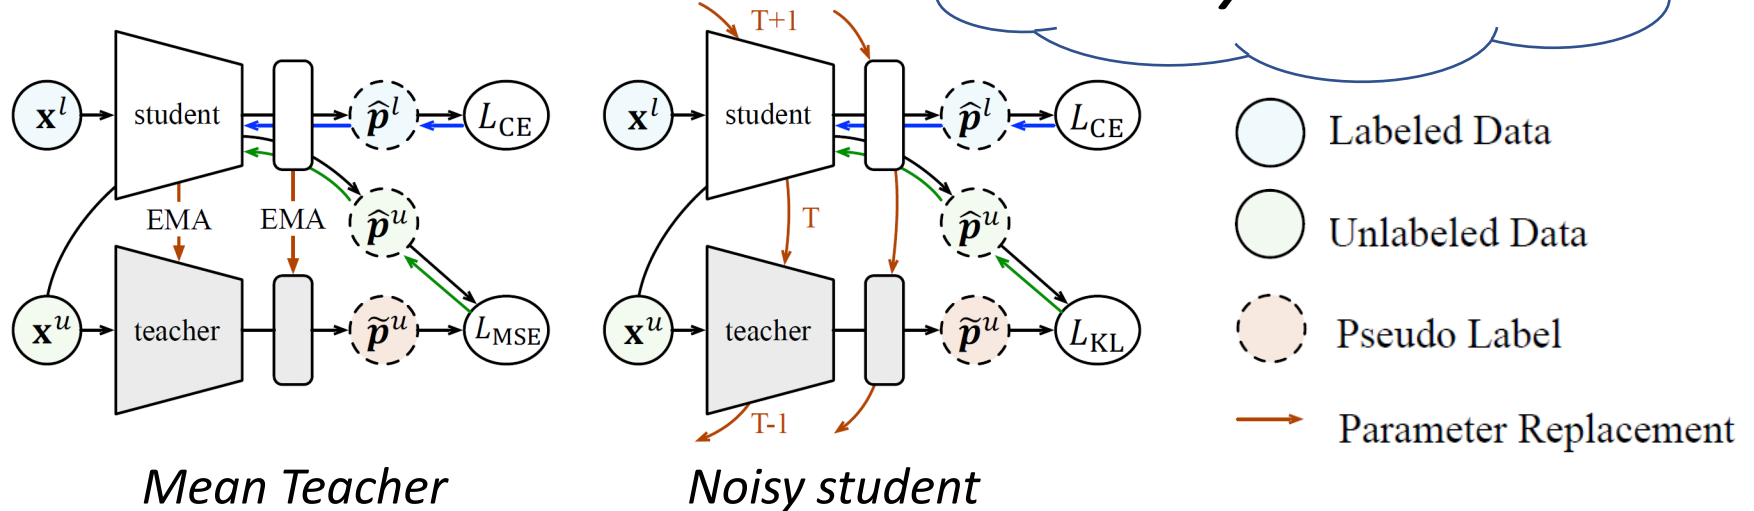 T+1
x^l
student
p̂^l
L_CE
EMA
EMA
p̂^u
x^u
teacher
p̃^u
L_MSE
Mean Teacher
x^l
student
p̂^l
L_CE
T
p̂^u
x^u
teacher
p̃^u
L_KL
T-1
Noisy student
Labeled Data
Unlabeled Data
Pseudo Label
Parameter Replacement